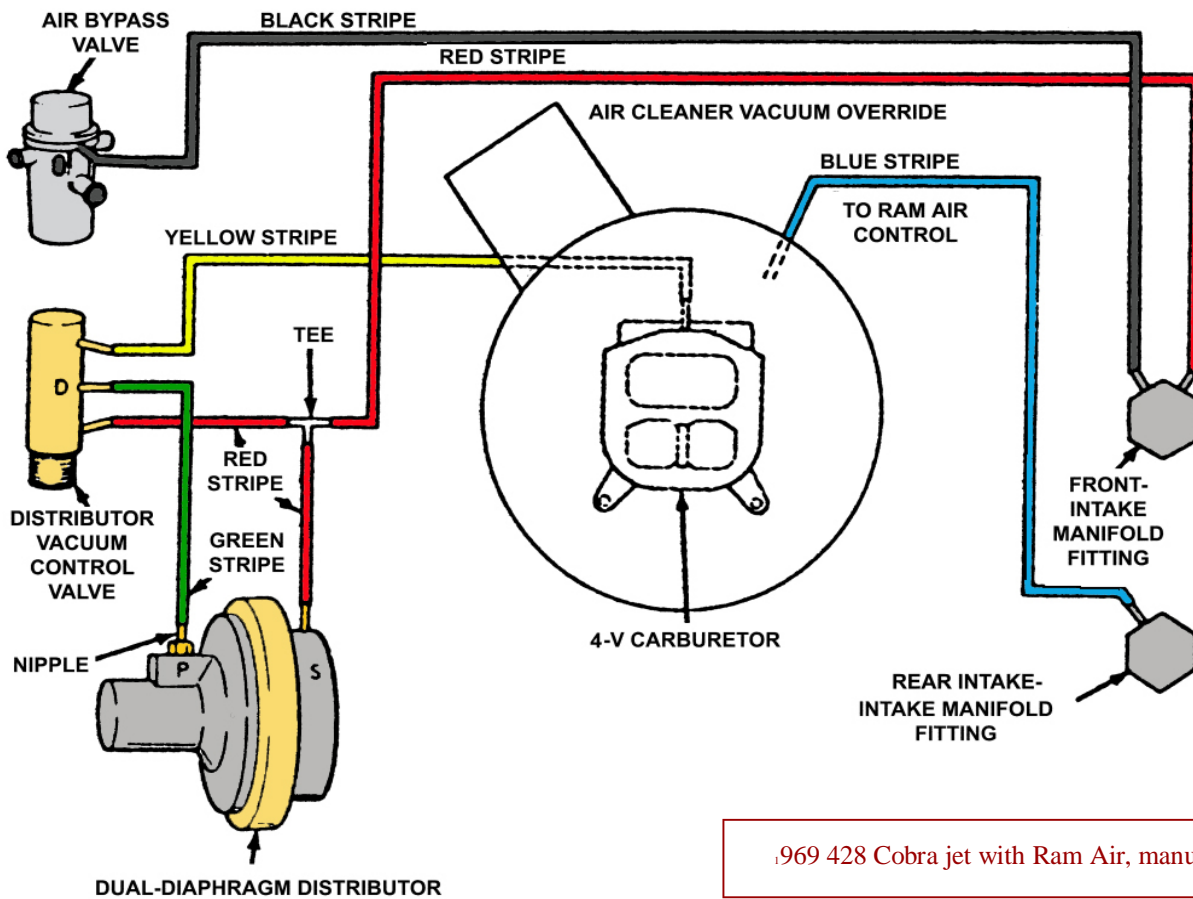 AIR BYPASS
VALVE
BLACK STRIPE
RED STRIPE
AIR CLEANER VACUUM OVERRIDE
BLUE STRIPE
TO RAM AIR
CONTROL
YELLOW STRIPE
TEE
D
RED
STRIPE
DISTRIBUTOR
VACUUM
CONTROL
VALVE
GREEN
STRIPE
FRONT-
INTAKE
MANIFOLD
FITTING
NIPPLE
P
S
4-V CARBURETOR
REAR INTAKE-
INTAKE MANIFOLD
FITTING
1969 428 Cobra jet with Ram Air, manu
DUAL-DIAPHRAGM DISTRIBUTOR